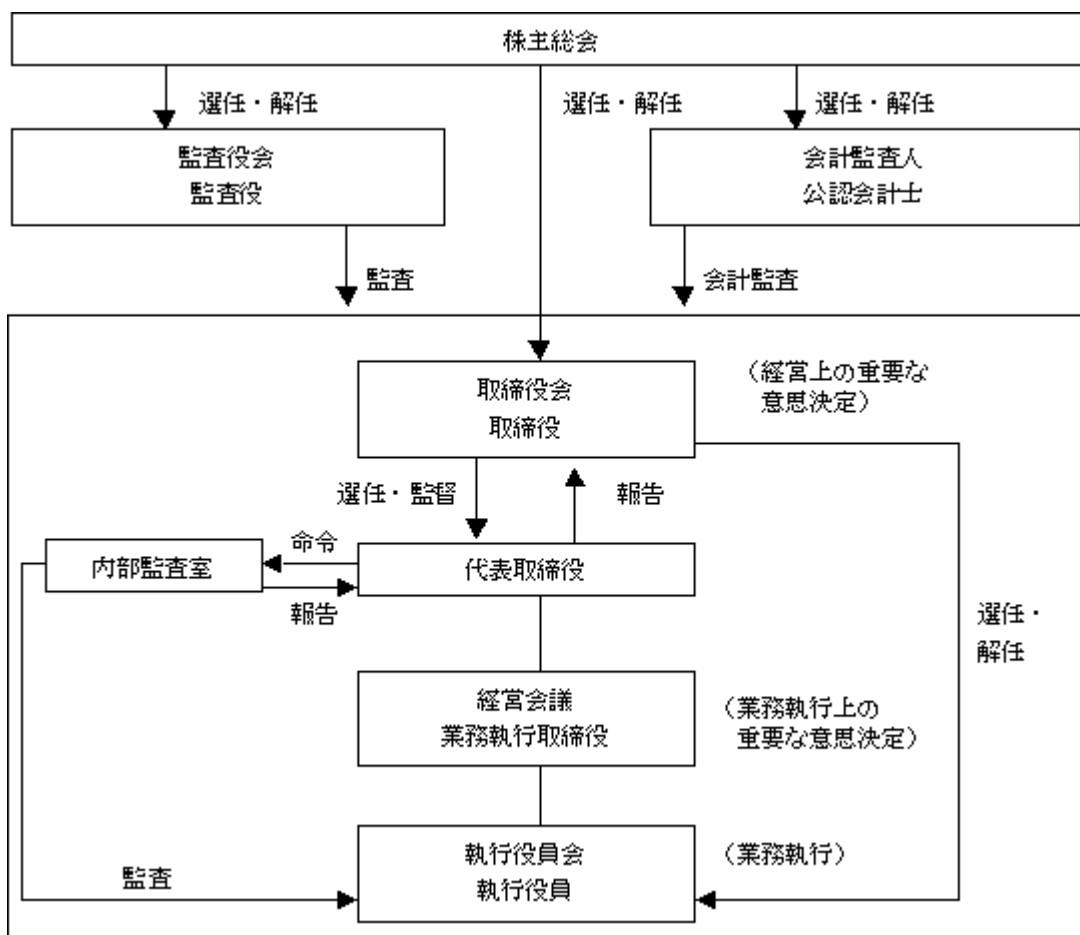 株主総会
選任・解任
選任・解任
選任・解任
監査役会
監査役
会計監査人
公認会計士
監査
会計監査
取締役会
取締役
（経営上の重要な
意思決定）
選任・監督
報告
命令
内部監査室
代表取締役
報告
選任・
解任
経営会議
業務執行取締役
（業務執行上の
重要な意思決定）
執行役員会
執行役員
（業務執行）
監査